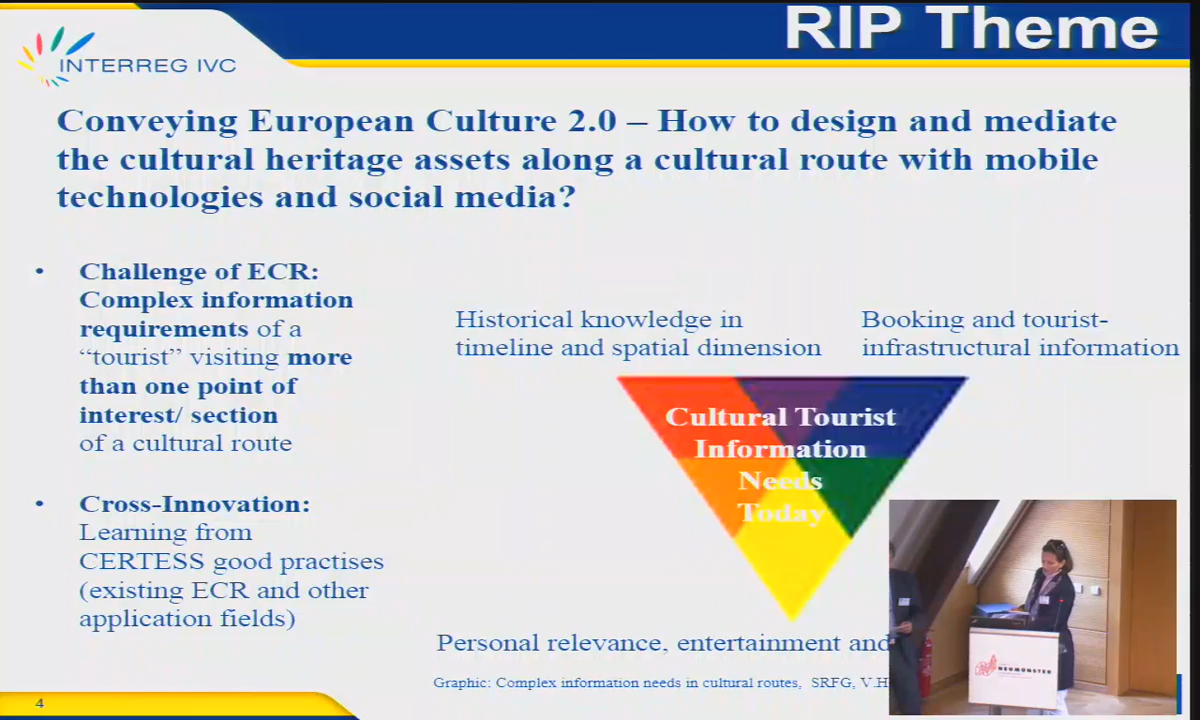 RIP Theme
INTERREG IVC
Conveying European Culture 2.0 – How to design and mediate
the cultural heritage assets along a cultural route with mobile
technologies and social media?
• Challenge of ECR:
Complex information
requirements of a
“tourist” visiting more
than one point of
interest/ section
of a cultural route
• Cross-Innovation:
Learning from
CERTESS good practises
(existing ECR and other
application fields)
Historical knowledge in
timeline and spatial dimension
Booking and tourist-
infrastructural information
Cultural Tourist
Information
Needs
Today
Personal relevance, entertainment and
Graphic: Complex information needs in cultural routes, SRFG, V.H
NEUMÜNSTER
4